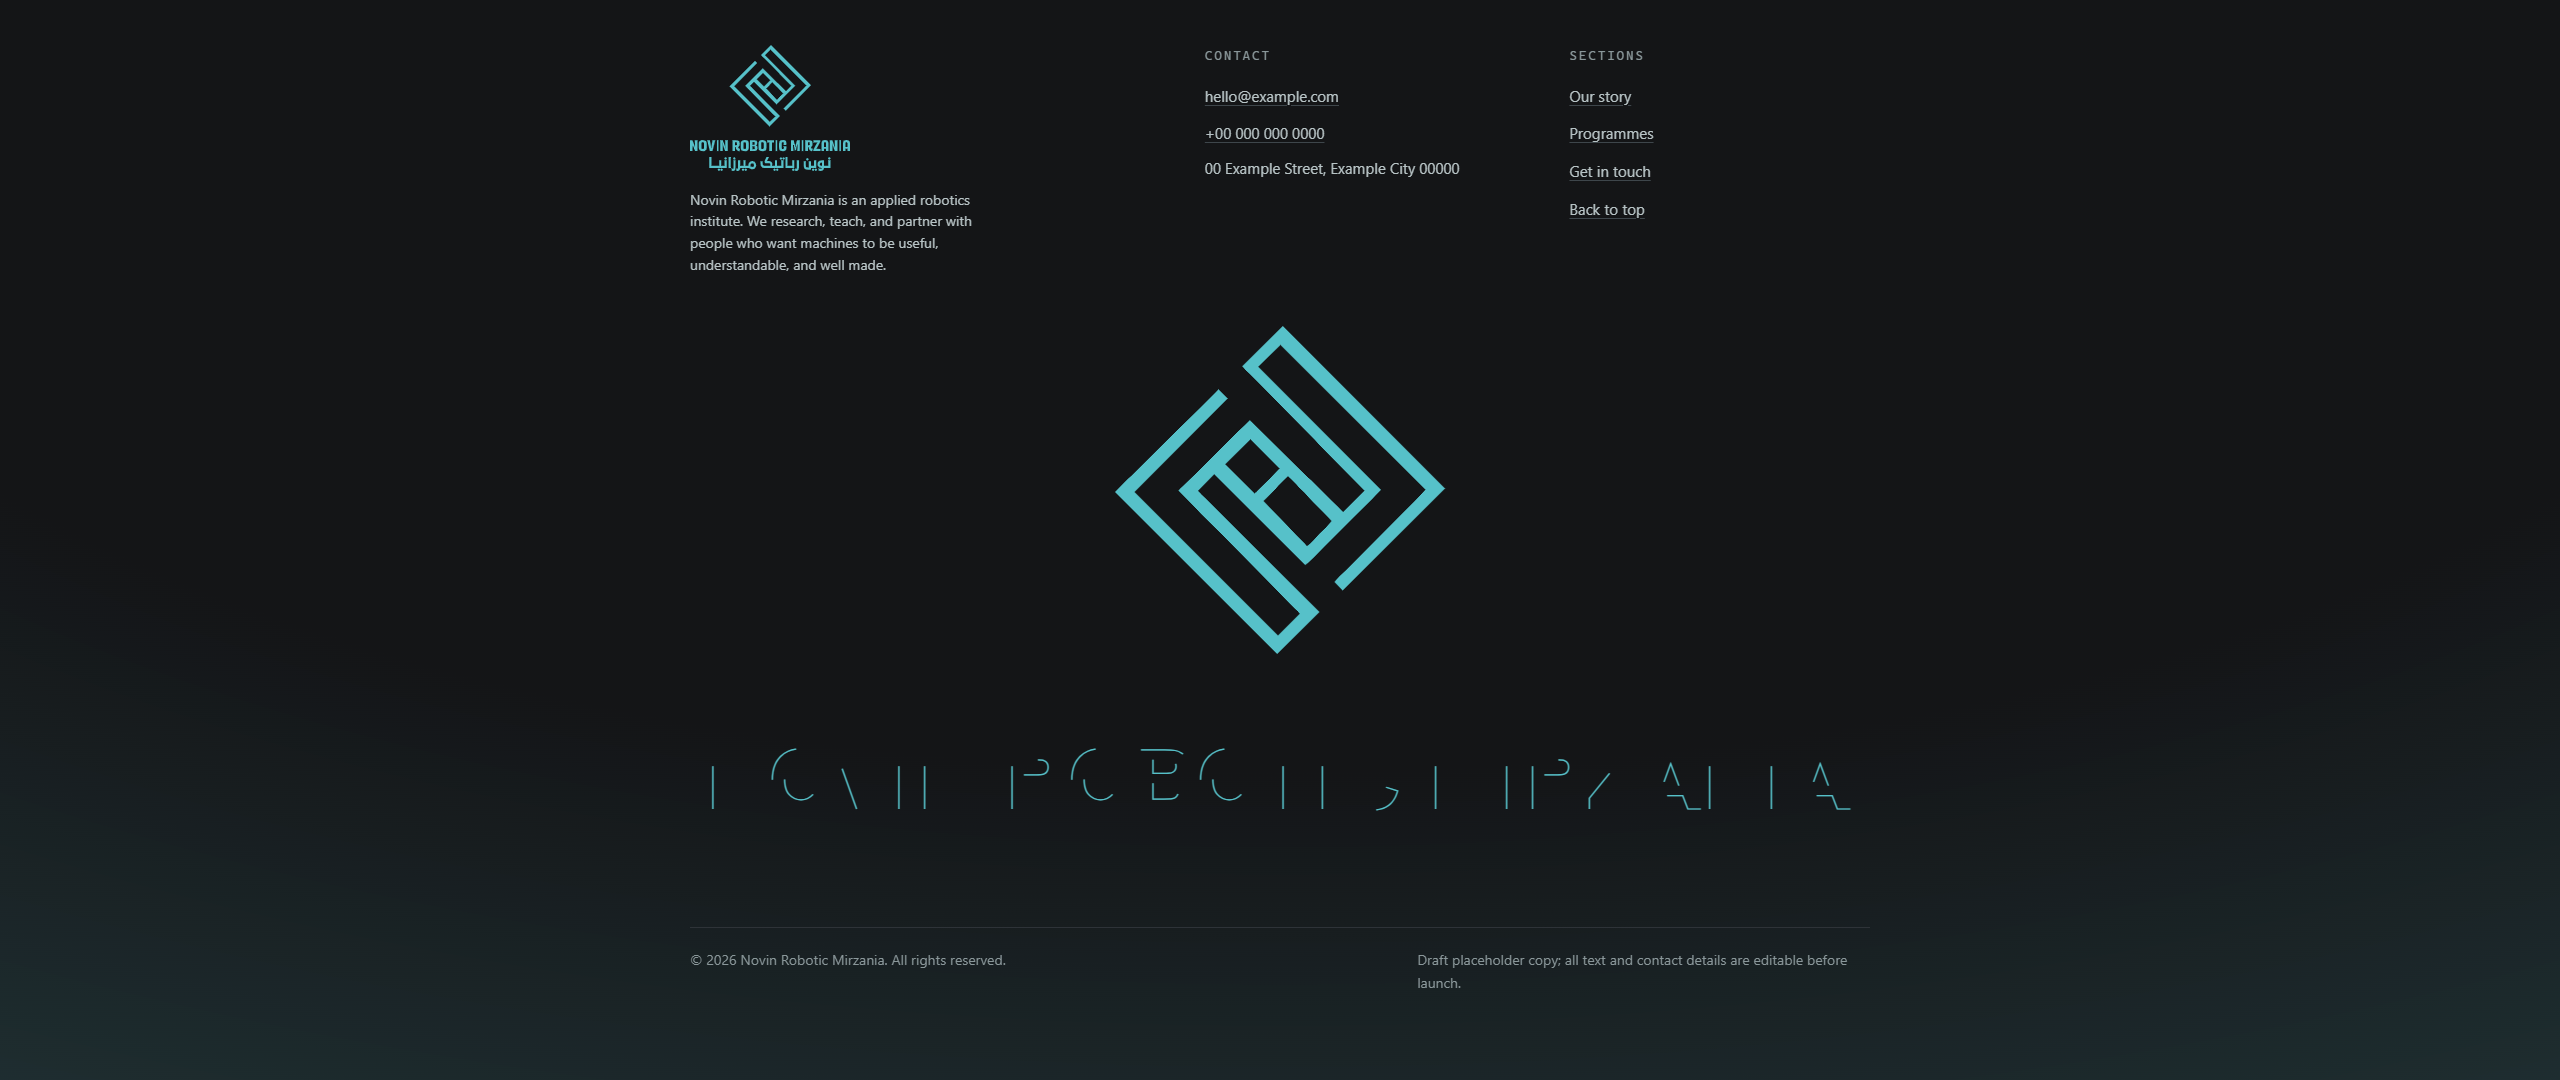 NOVIN ROBOTIC MIRZANIA
نوین رباتیک میرزانیا
Novin Robotic Mirzania is an applied robotics
institute. We research, teach, and partner with
people who want machines to be useful,
understandable, and well made.
CONTACT
hello@example.com
+00 000 000 0000
00 Example Street, Example City 00000
SECTIONS
Our story
Programmes
Get in touch
Back to top
© 2026 Novin Robotic Mirzania. All rights reserved.
Draft placeholder copy; all text and contact details are editable before
launch.